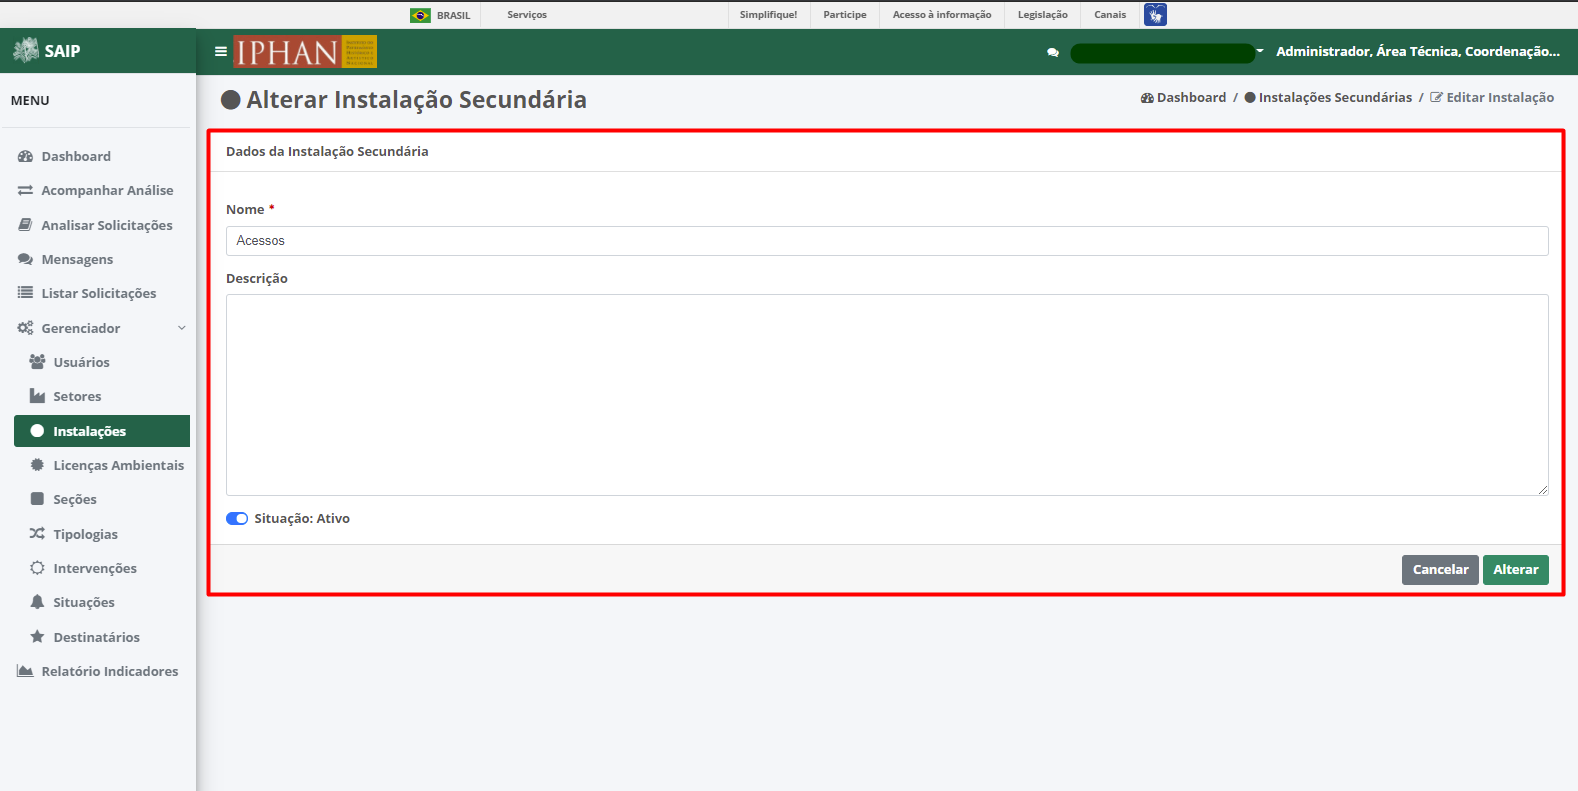 BRASIL Serviços Simplifique! Participe Acesso à informação Legislação Canais
SAIP
IPHAN
Administrador, Área Técnica, Coordenação...
MENU
Dashboard
Acompanhar Análise
Analisar Solicitações
Mensagens
Listar Solicitações
Gerenciador
Usuários
Setores
Instalações
Licenças Ambientais
Seções
Tipologias
Intervenções
Situações
Destinatários
Relatório Indicadores
Alterar Instalação Secundária
Dashboard / Instalações Secundárias / Editar Instalação
Dados da Instalação Secundária
Nome *
Acessos
Descrição
Situação: Ativo
Cancelar Alterar